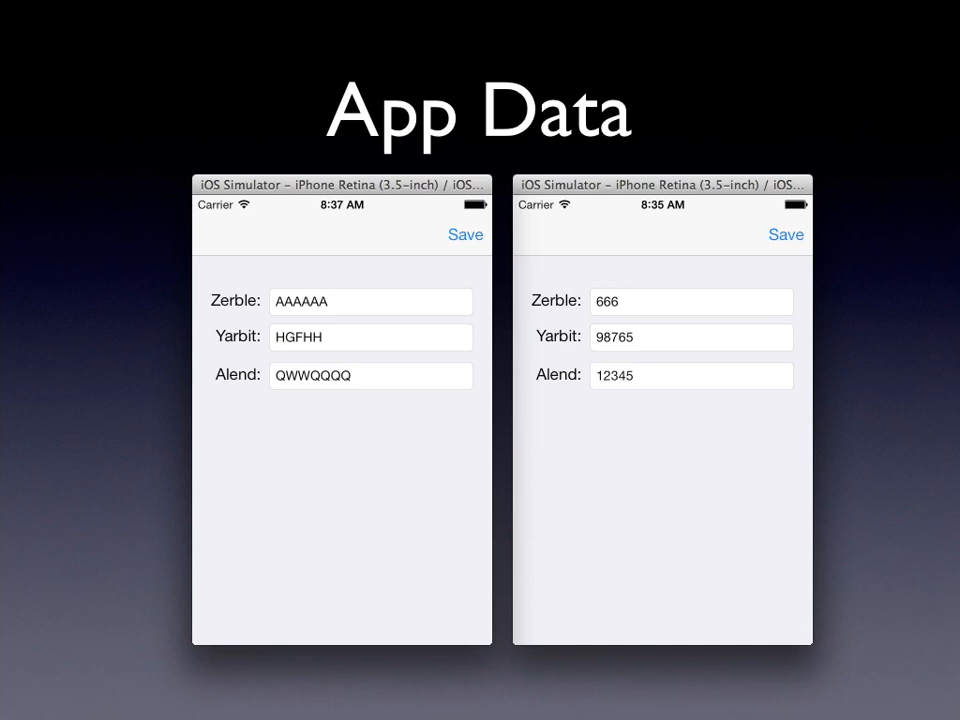 App Data
iOS Simulator – iPhone Retina (3.5-inch) / iOS...
Carrier 8:37 AM
Save
Zerble: AAAAAA
Yarbit: HGFHH
Alend: QWWQQQQ
iOS Simulator – iPhone Retina (3.5-inch) / iOS...
Carrier 8:35 AM
Save
Zerble: 666
Yarbit: 98765
Alend: 12345